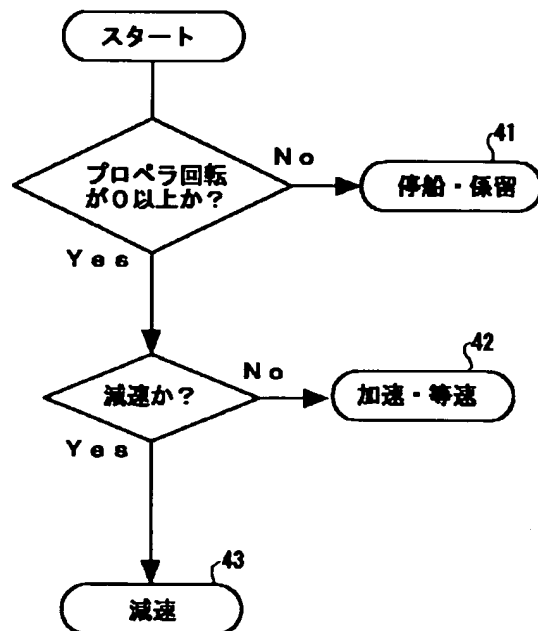 スタート
プロペラ回転
が０以上か？
No
41
停船・係留
Yes
減速か？
No
42
加速・等速
Yes
43
減速